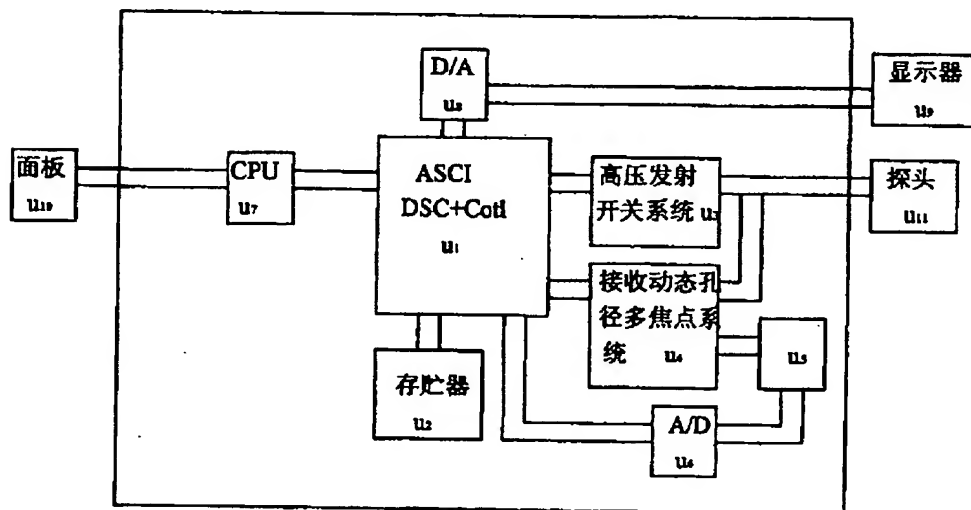 D/A
u₈
显示器
u₉
面板
u₁₀
CPU
u₇
ASCI
DSC+Cotl
u₁
高压发射
开关系统 u₃
探头
u₁₁
接收动态孔
径多焦点系
统 u₄
u₅
存贮器
u₂
A/D
u₆